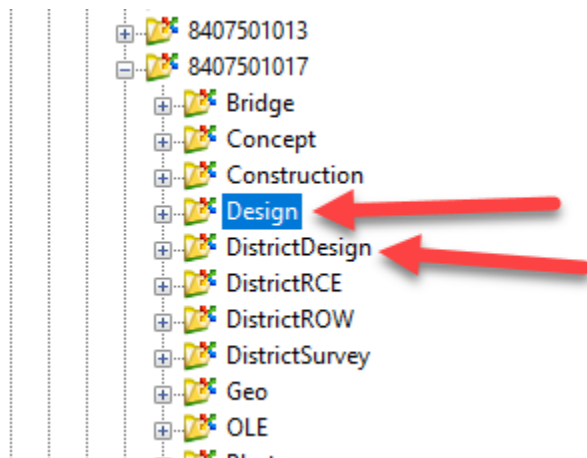 8407501013
8407501017
Bridge
Concept
Construction
Design
DistrictDesign
DistrictRCE
DistrictROW
DistrictSurvey
Geo
OLE